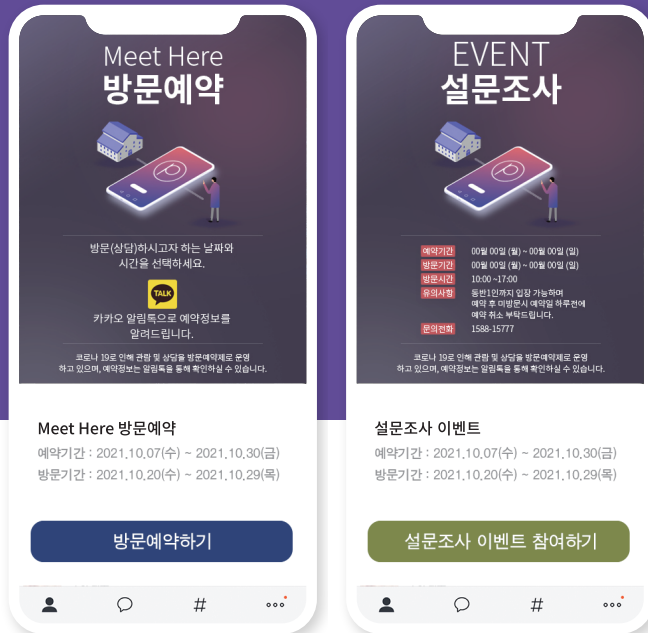 Meet Here
방문예약
방문(상담)하시고자 하는 날짜와
시간을 선택하세요.
TALK
카카오 알림톡으로 예약정보를
알려드립니다.
코로나 19로 인해 관람 및 상담을 방문예약제로 운영
하고 있으며, 예약정보는 알림톡을 통해 확인하실 수 있습니다.
Meet Here 방문예약
예약기간 : 2021.10.07(수) ~ 2021.10.30(금)
방문기간 : 2021.10.20(수) ~ 2021.10.29(목)
방문예약하기
#
EVENT
설문조사
예약기간 00월 00일 (월) ~ 00월 00일 (일)
방문기간 00월 00일 (월) ~ 00월 00일 (일)
방문시간 10:00 ~17:00
유의사항 동반1인까지 입장 가능하며
예약 후 미방문시 예약일 하루전에
예약 취소 부탁드립니다.
문의전화 1588-15777
코로나 19로 인해 관람 및 상담을 방문예약제로 운영
하고 있으며, 예약정보는 알림톡을 통해 확인하실 수 있습니다.
설문조사 이벤트
예약기간 : 2021.10.07(수) ~ 2021.10.30(금)
방문기간 : 2021.10.20(수) ~ 2021.10.29(목)
설문조사 이벤트 참여하기
#